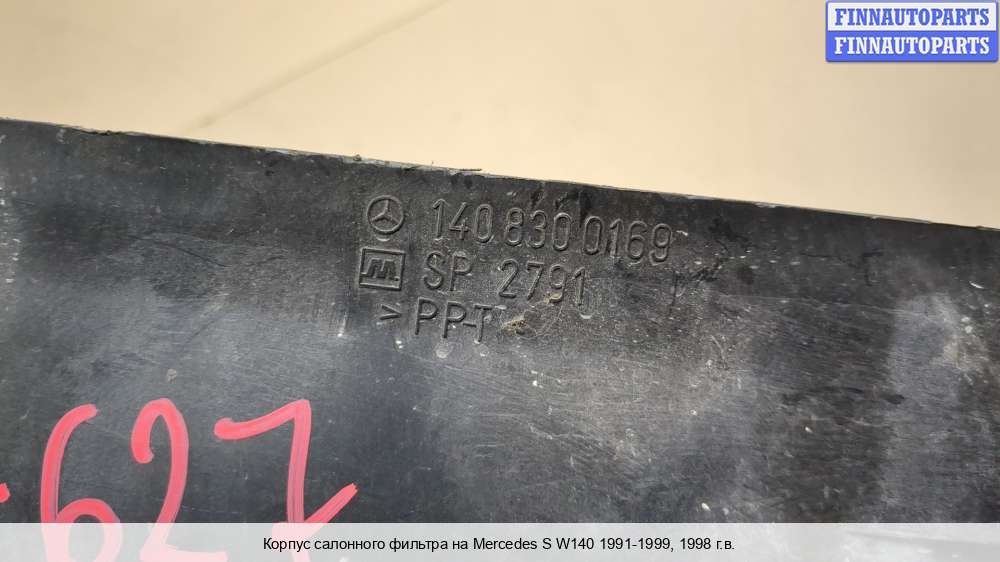 FINNAUTOPARTS
FINNAUTOPARTS
140 830 0169
SP 2791
> PP-T
627
Корпус салонного фильтра на Mercedes S W140 1991-1999, 1998 г.в.